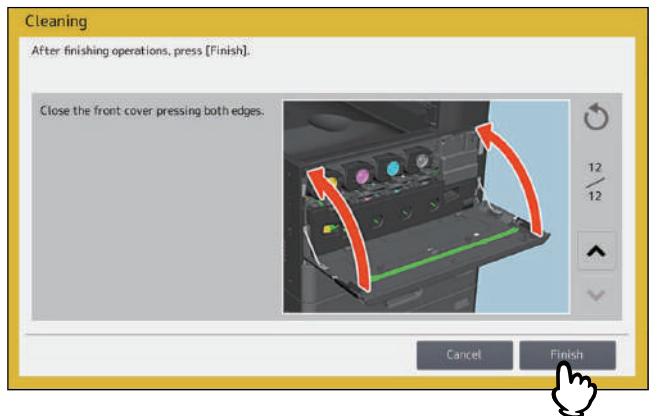 Cleaning
After finishing operations, press [Finish].
Close the front cover pressing both edges.
12
12
Cancel
Finish